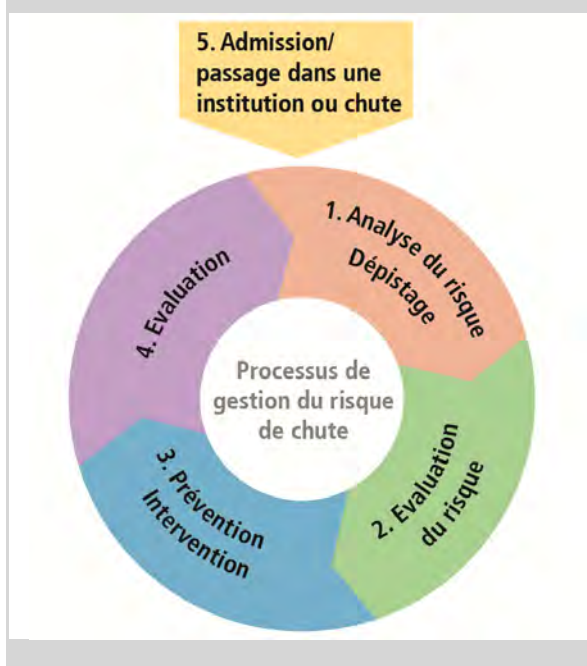 5. Admission/
passage dans une
institution ou chute
1. Analyse du risque
Dépistage
2. Evaluation
du risque
3. Prévention
Intervention
4. Evaluation
Processus de
gestion du risque
de chute